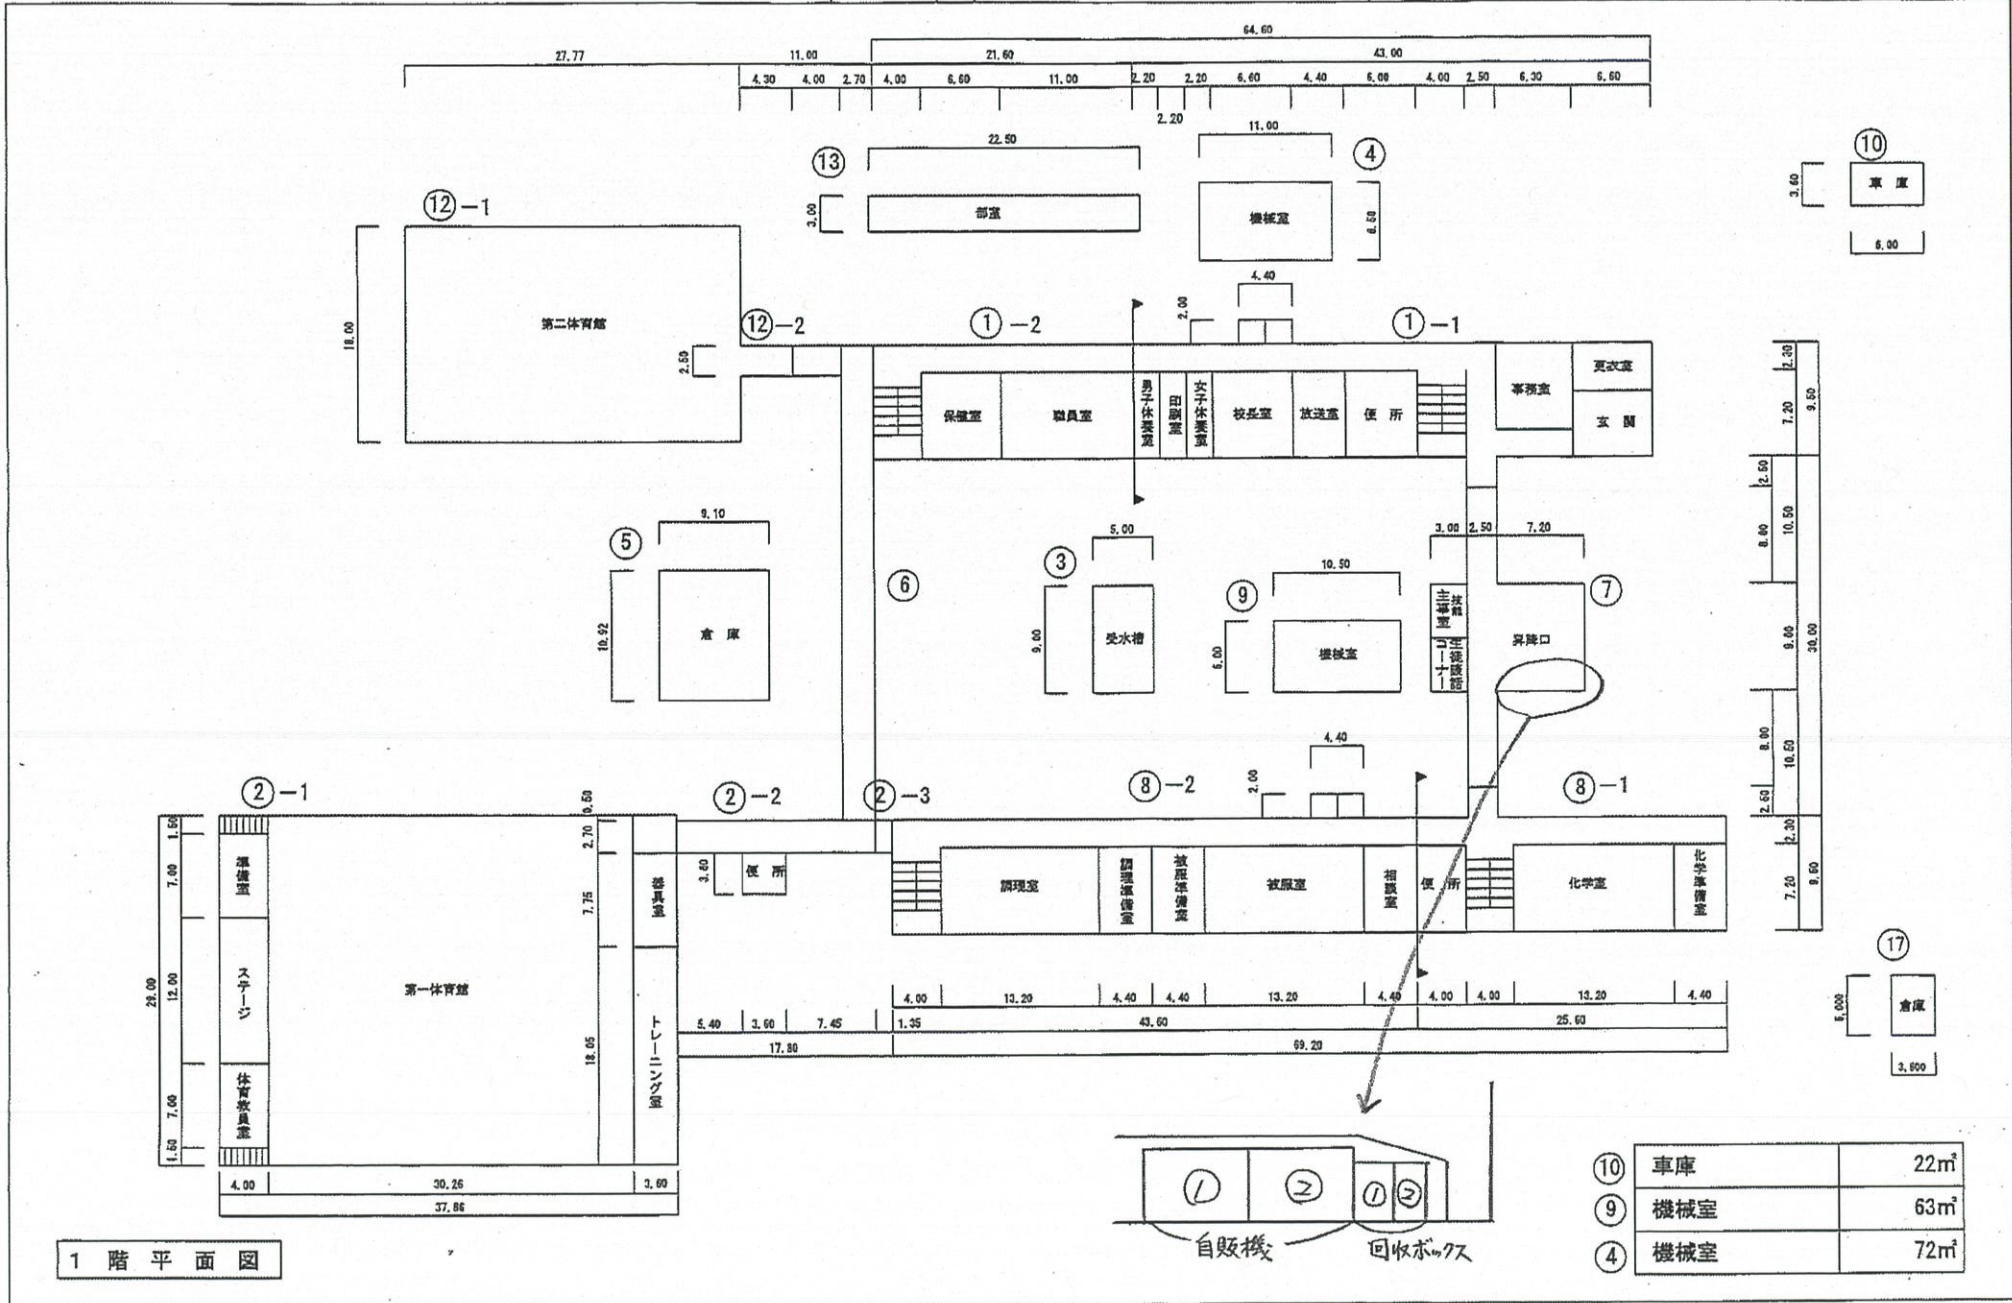 64.60
27.77 11.00 21.60 43.00
4.30 4.00 2.70 4.00 6.60 11.00 2.20 2.20 6.60 4.40 6.00 4.00 2.50 6.30 6.60
2.20
22.50
11.00
⑬
④
⑩
3.00
部室
機械室
6.50
3.60
車庫
6.00
⑫-1
18.00
第二体育館
⑫-2
2.50
①-2
2.00
4.40
①-1
保健室
職員室
男子休養室
印刷室
女子休養室
校長室
放送室
便所
事務室
更衣室
玄関
2.30
7.20
9.50
2.50
8.00
10.50
9.00
30.00
8.00
10.50
2.50
2.30
7.20
9.50
⑤
9.10
10.92
倉庫
⑥
③
5.00
9.00
受水槽
⑨
10.50
6.00
機械室
3.00 2.50 7.20
技能主事室
生徒談話コーナー
昇降口
⑦
②-1
②-2
②-3
⑧-2
2.00
4.40
⑧-1
0.50
2.70
7.75
18.05
1.50
7.00
12.00
7.00
1.50
29.00
準備室
ステージ
体育教員室
第一体育館
器具室
トレーニング室
3.60
便所
調理室
調理準備室
被服準備室
被服室
相談室
便所
化学室
化学準備室
4.00 13.20 4.40 4.40 13.20 4.40 4.00 4.00 13.20 4.40
5.40 3.60 7.45 1.35 43.60 25.60
17.80 69.20
⑰
5.000
倉庫
3.600
4.00 30.26 3.60
37.86
① ② ① ②
自販機 回収ボックス
⑩ 車庫 22㎡
⑨ 機械室 63㎡
④ 機械室 72㎡
1階平面図